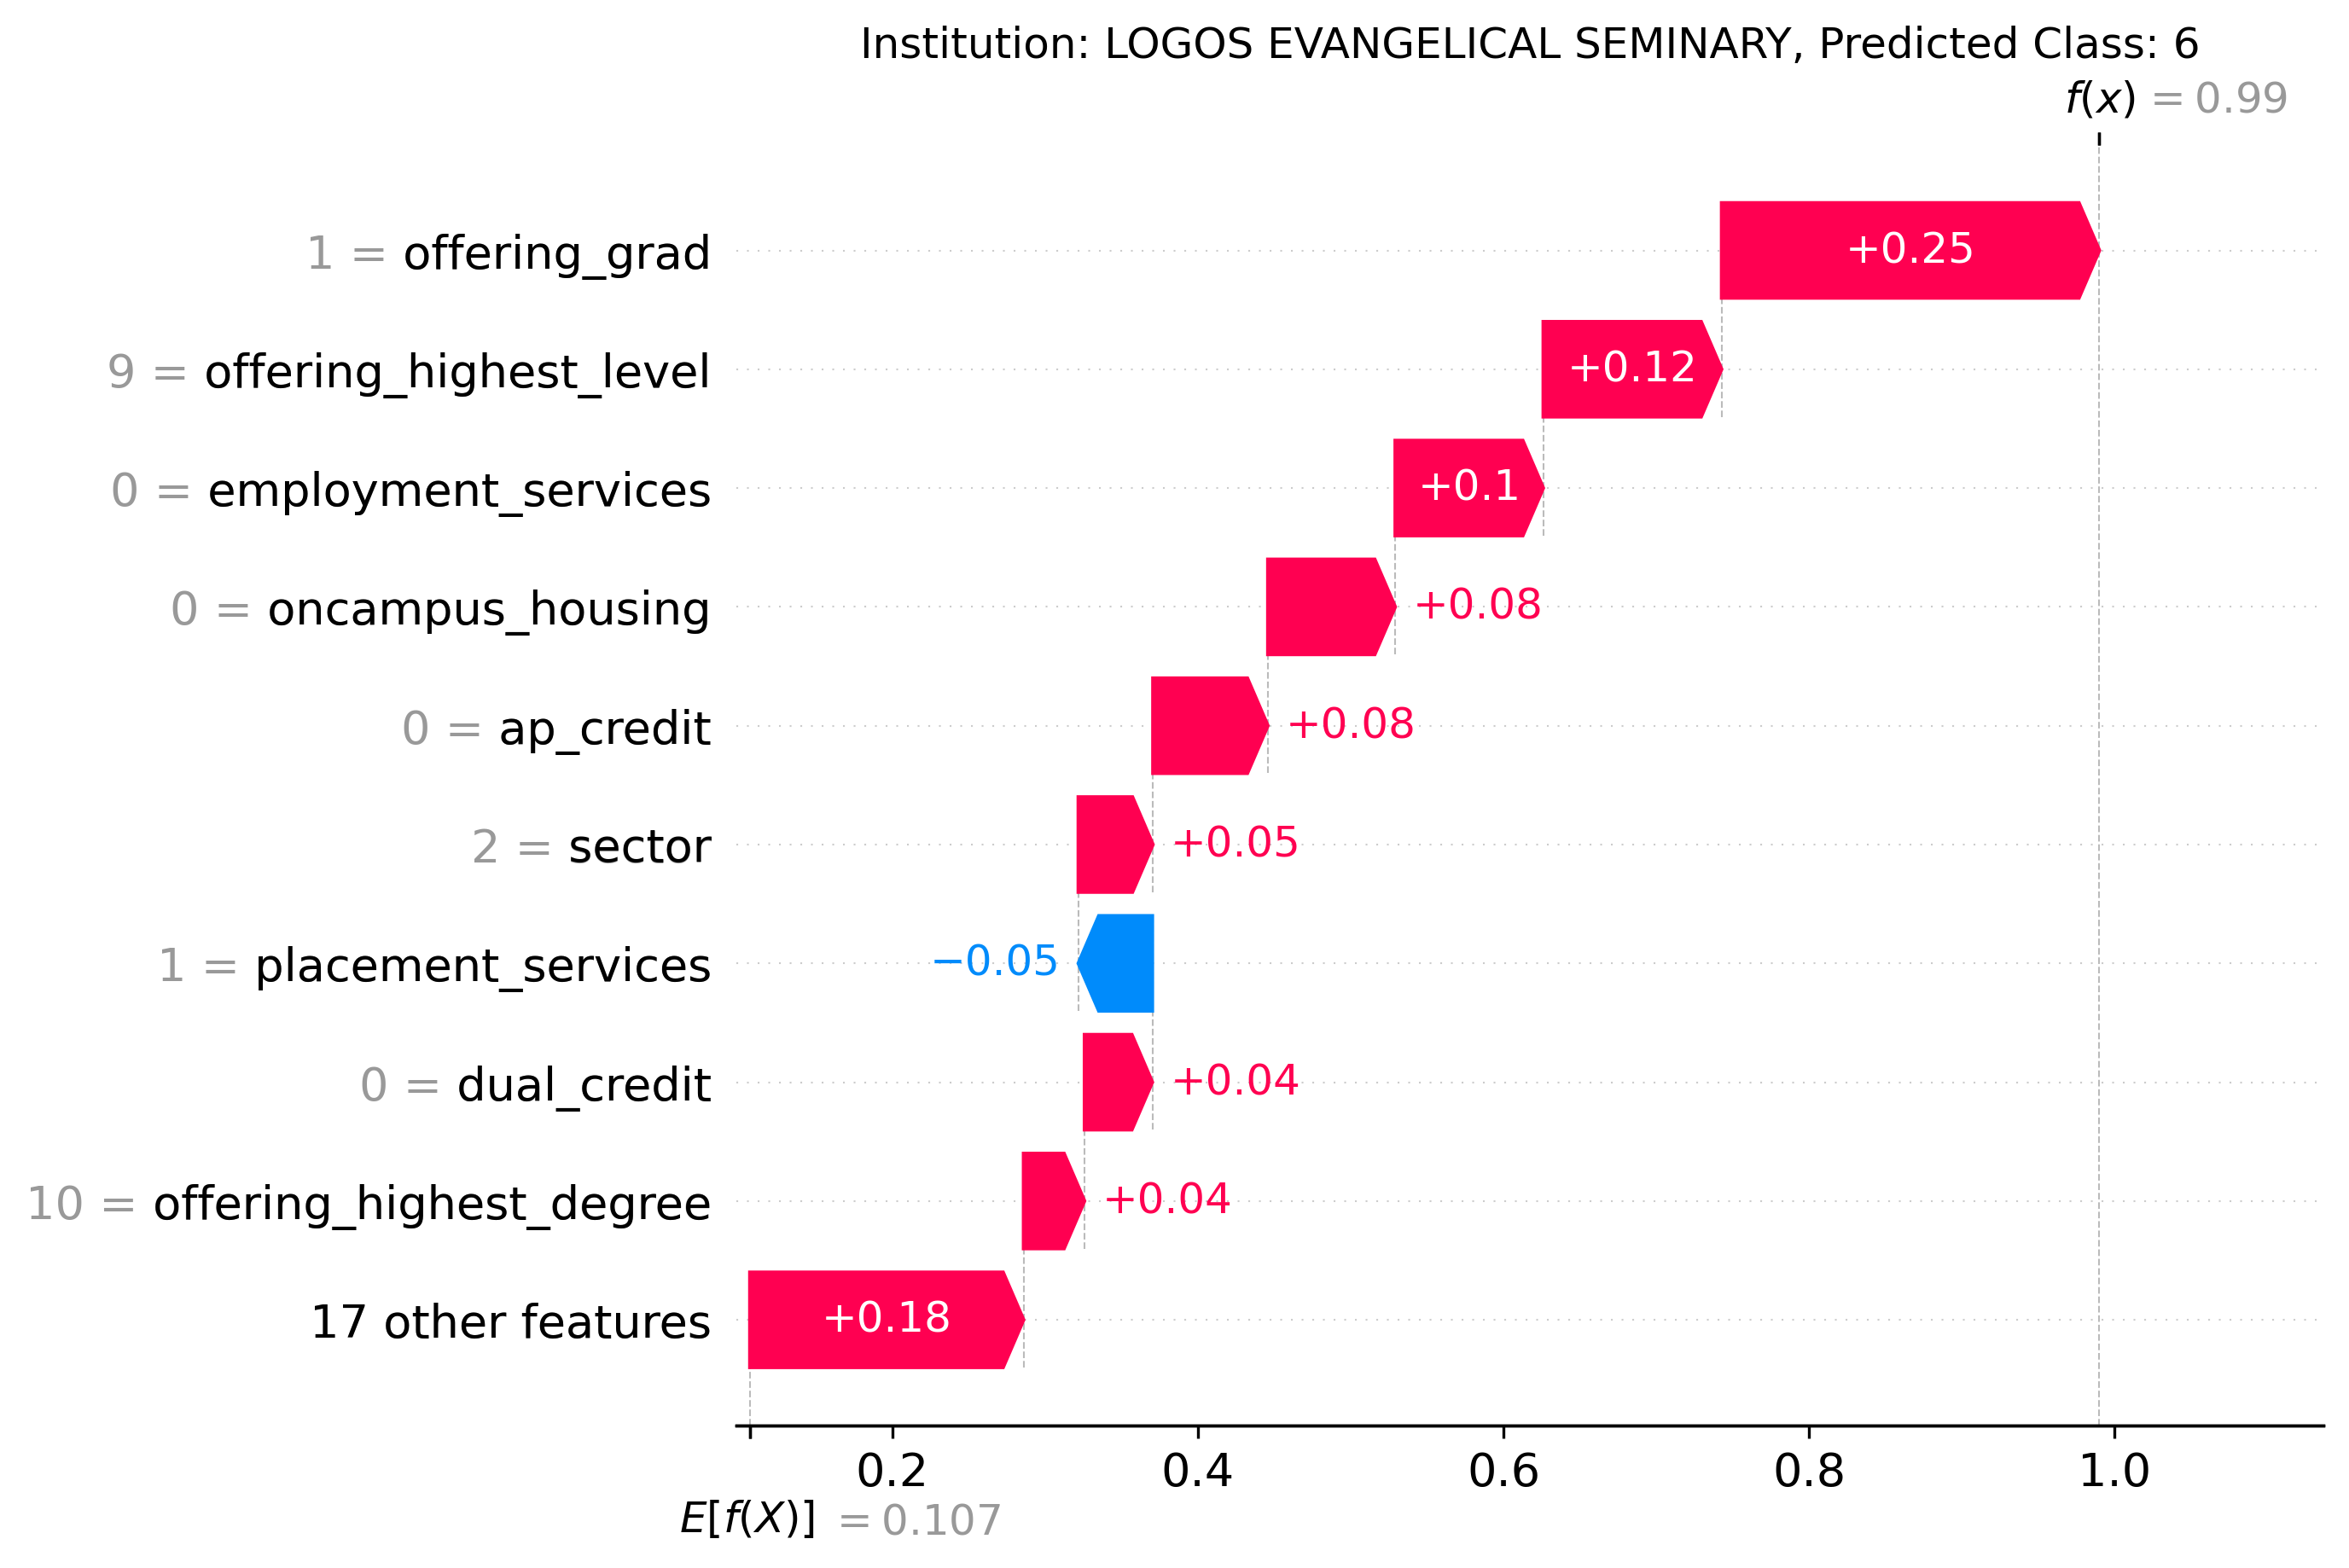 Institution: LOGOS EVANGELICAL SEMINARY, Predicted Class: 6
f(x) = 0.99
1 = offering_grad +0.25
9 = offering_highest_level +0.12
0 = employment_services +0.1
0 = oncampus_housing +0.08
0 = ap_credit +0.08
2 = sector +0.05
1 = placement_services −0.05
0 = dual_credit +0.04
10 = offering_highest_degree +0.04
17 other features +0.18
0.2 0.4 0.6 0.8 1.0
E[f(X)] = 0.107